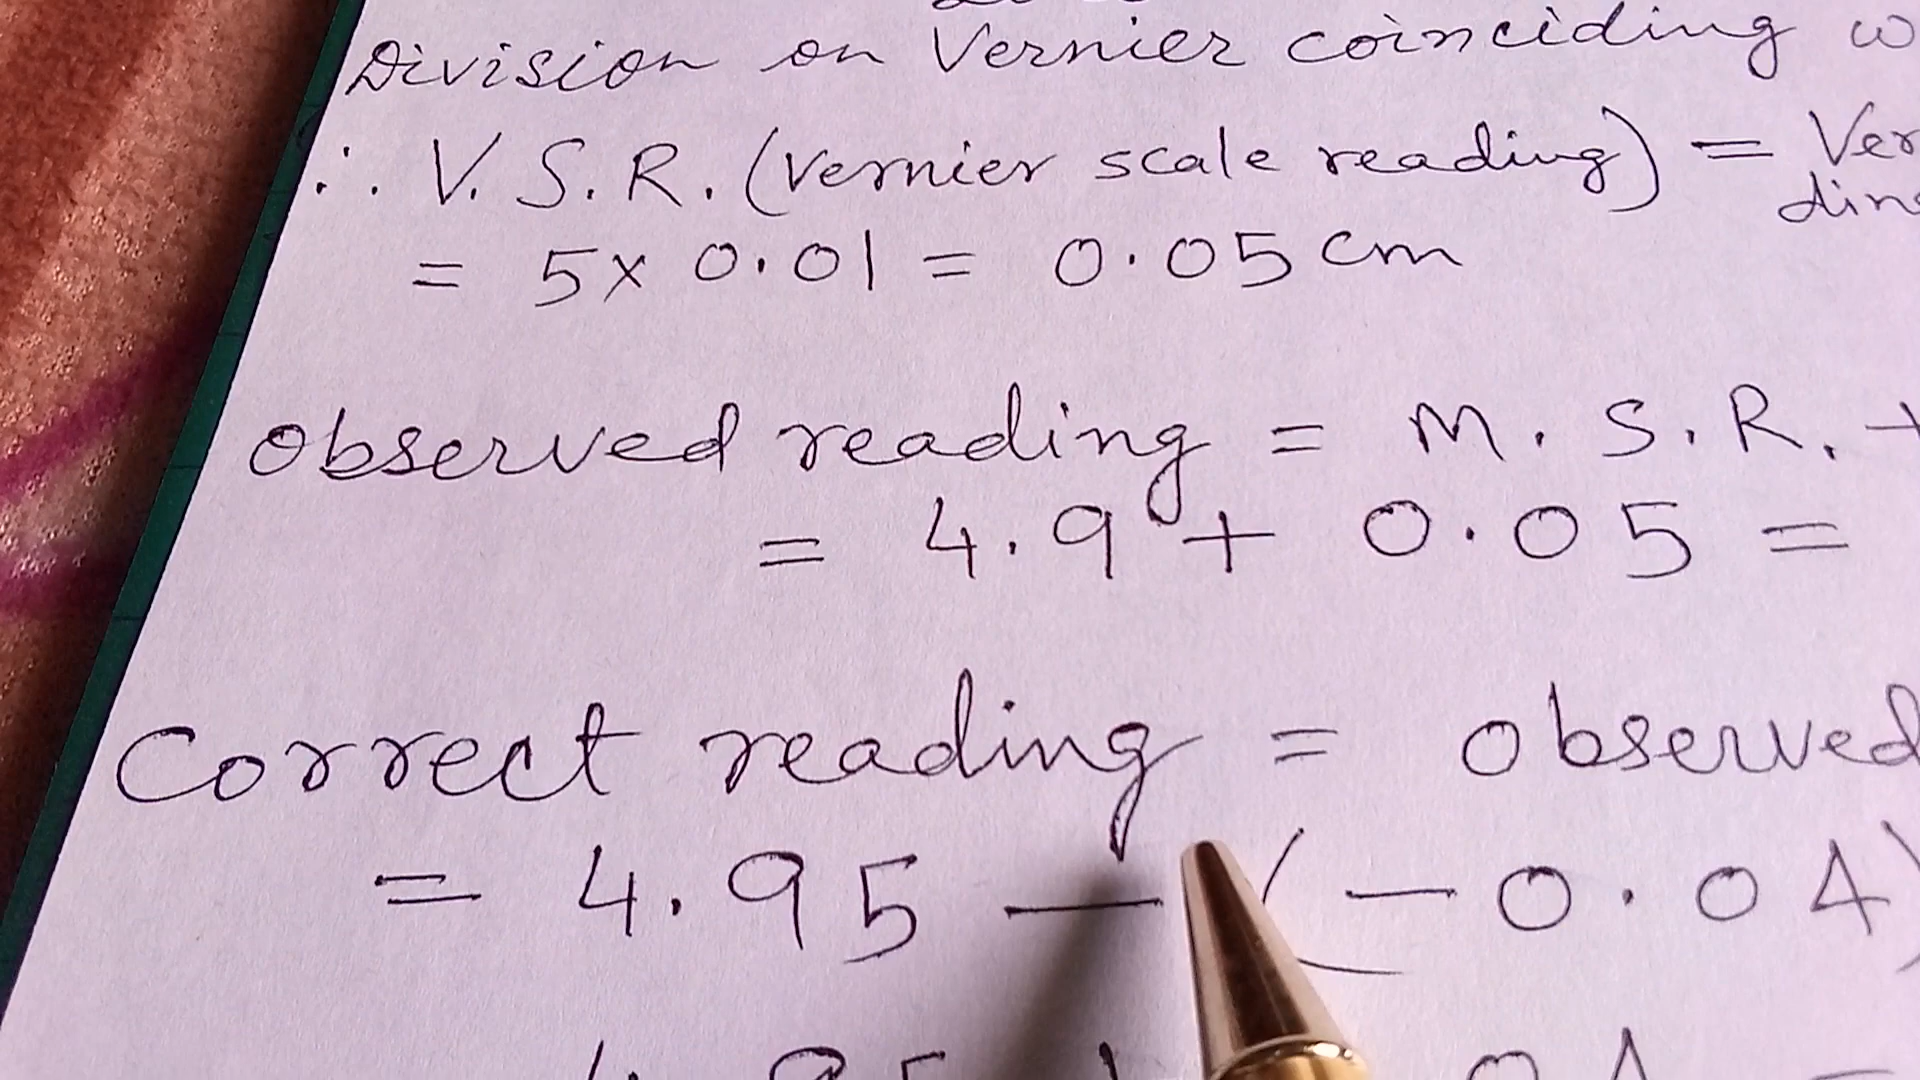 Division on Vernier coinciding
∴ V.S.R. (Vernier scale reading) = Ver
= 5 x 0.01 = 0.05 cm
Observed reading = M.S.R. +
= 4.9 + 0.05 =
Correct reading = Observed
= 4.95 - (-0.04)